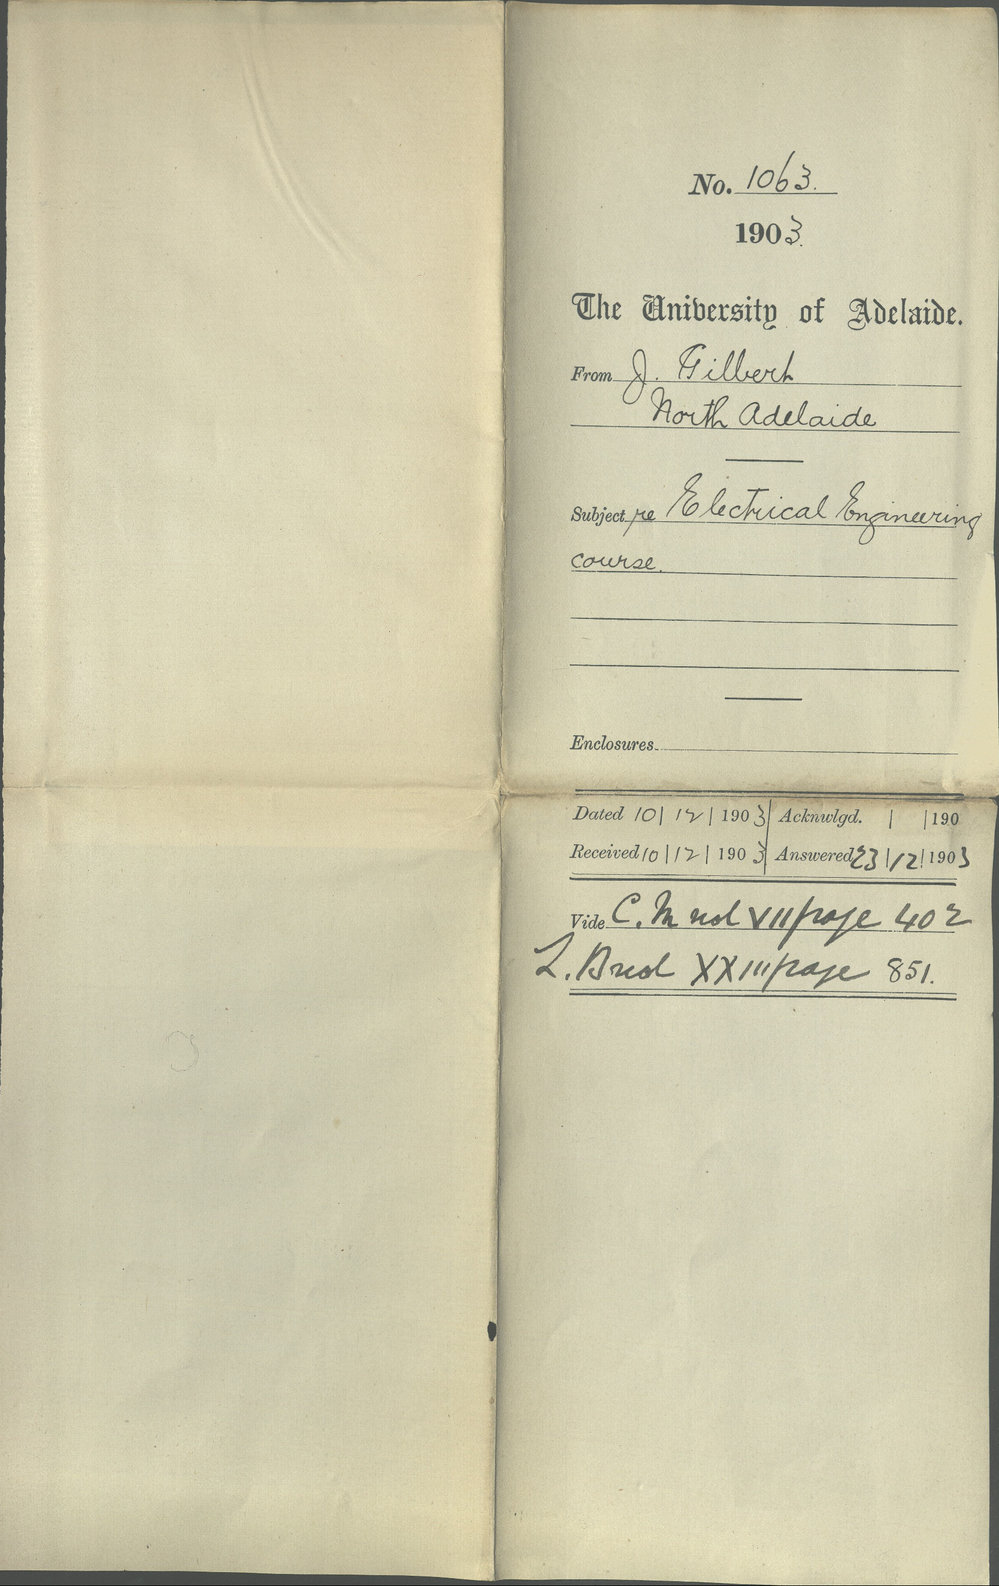 No. 1063.
1903.
The University of Adelaide.
From J. Gilbert
North Adelaide
Subject re Electrical Engineering
course.
Enclosures
Dated 10 | 12 | 1903 Acknwlgd. | | 190
Received 10 | 12 | 1903 Answered 23 | 12 | 1903
Vide C. M vol VII page 402
L. B vol XXIII page 851.